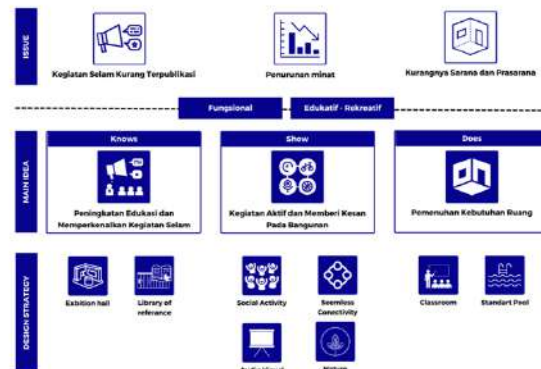 ISSUE
Kegiatan Selam Kurang Terpublikasi
Penurunan minat
Kurangnya Sarana dan Prasarana
Fungsional
Edukatif - Rekreatif
MAIN IDEA
Knows
Show
Does
Peningkatan Edukasi dan
Memperkenalkan Kegiatan Selam
Kegiatan Aktif dan Memberi Kesan
Pada Bangunan
Pemenuhan Kebutuhan Ruang
DESIGN STRATEGY
Exbition hall
Library of
referance
Social Activity
Seemless
Conectivity
Classroom
Standart Pool